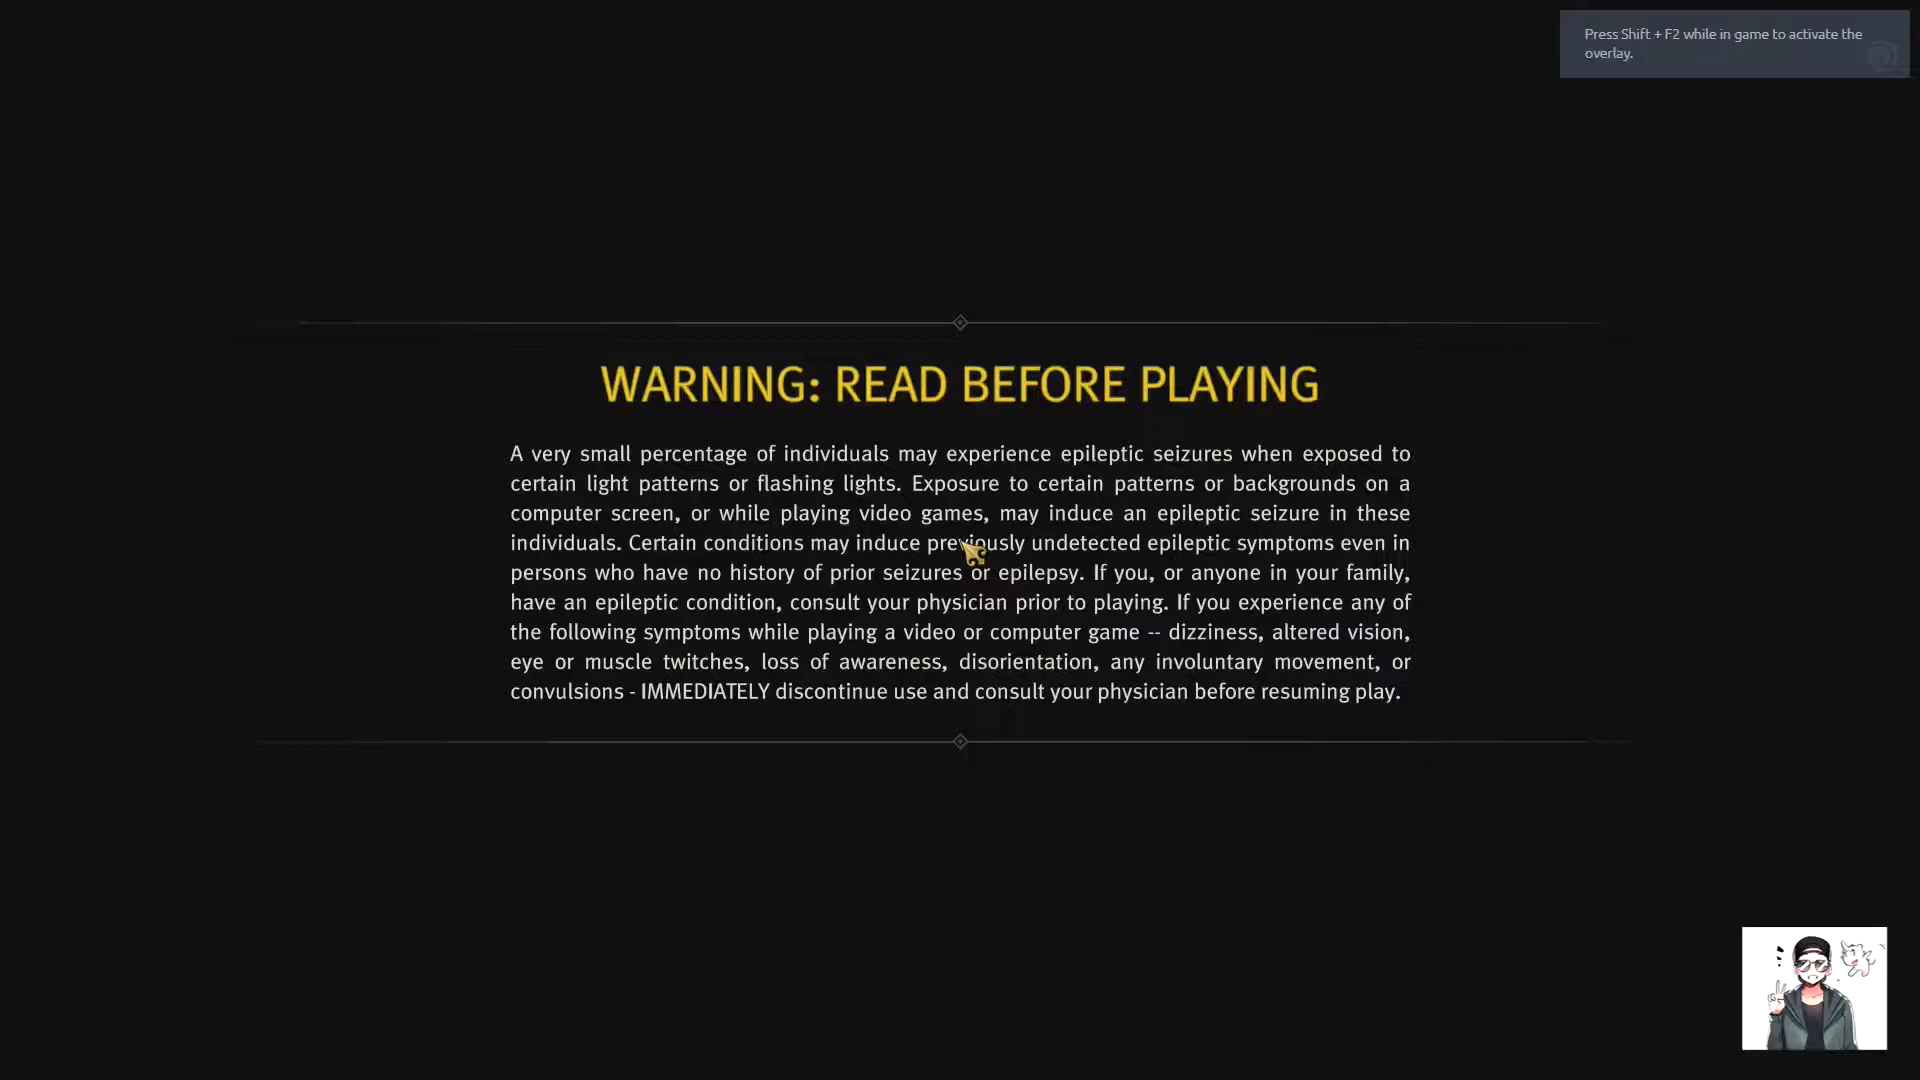 Press Shift + F2 while in game to activate the
overlay.
WARNING: READ BEFORE PLAYING
A very small percentage of individuals may experience epileptic seizures when exposed to
certain light patterns or flashing lights. Exposure to certain patterns or backgrounds on a
computer screen, or while playing video games, may induce an epileptic seizure in these
individuals. Certain conditions may induce previously undetected epileptic symptoms even in
persons who have no history of prior seizures or epilepsy. If you, or anyone in your family,
have an epileptic condition, consult your physician prior to playing. If you experience any of
the following symptoms while playing a video or computer game -- dizziness, altered vision,
eye or muscle twitches, loss of awareness, disorientation, any involuntary movement, or
convulsions - IMMEDIATELY discontinue use and consult your physician before resuming play.